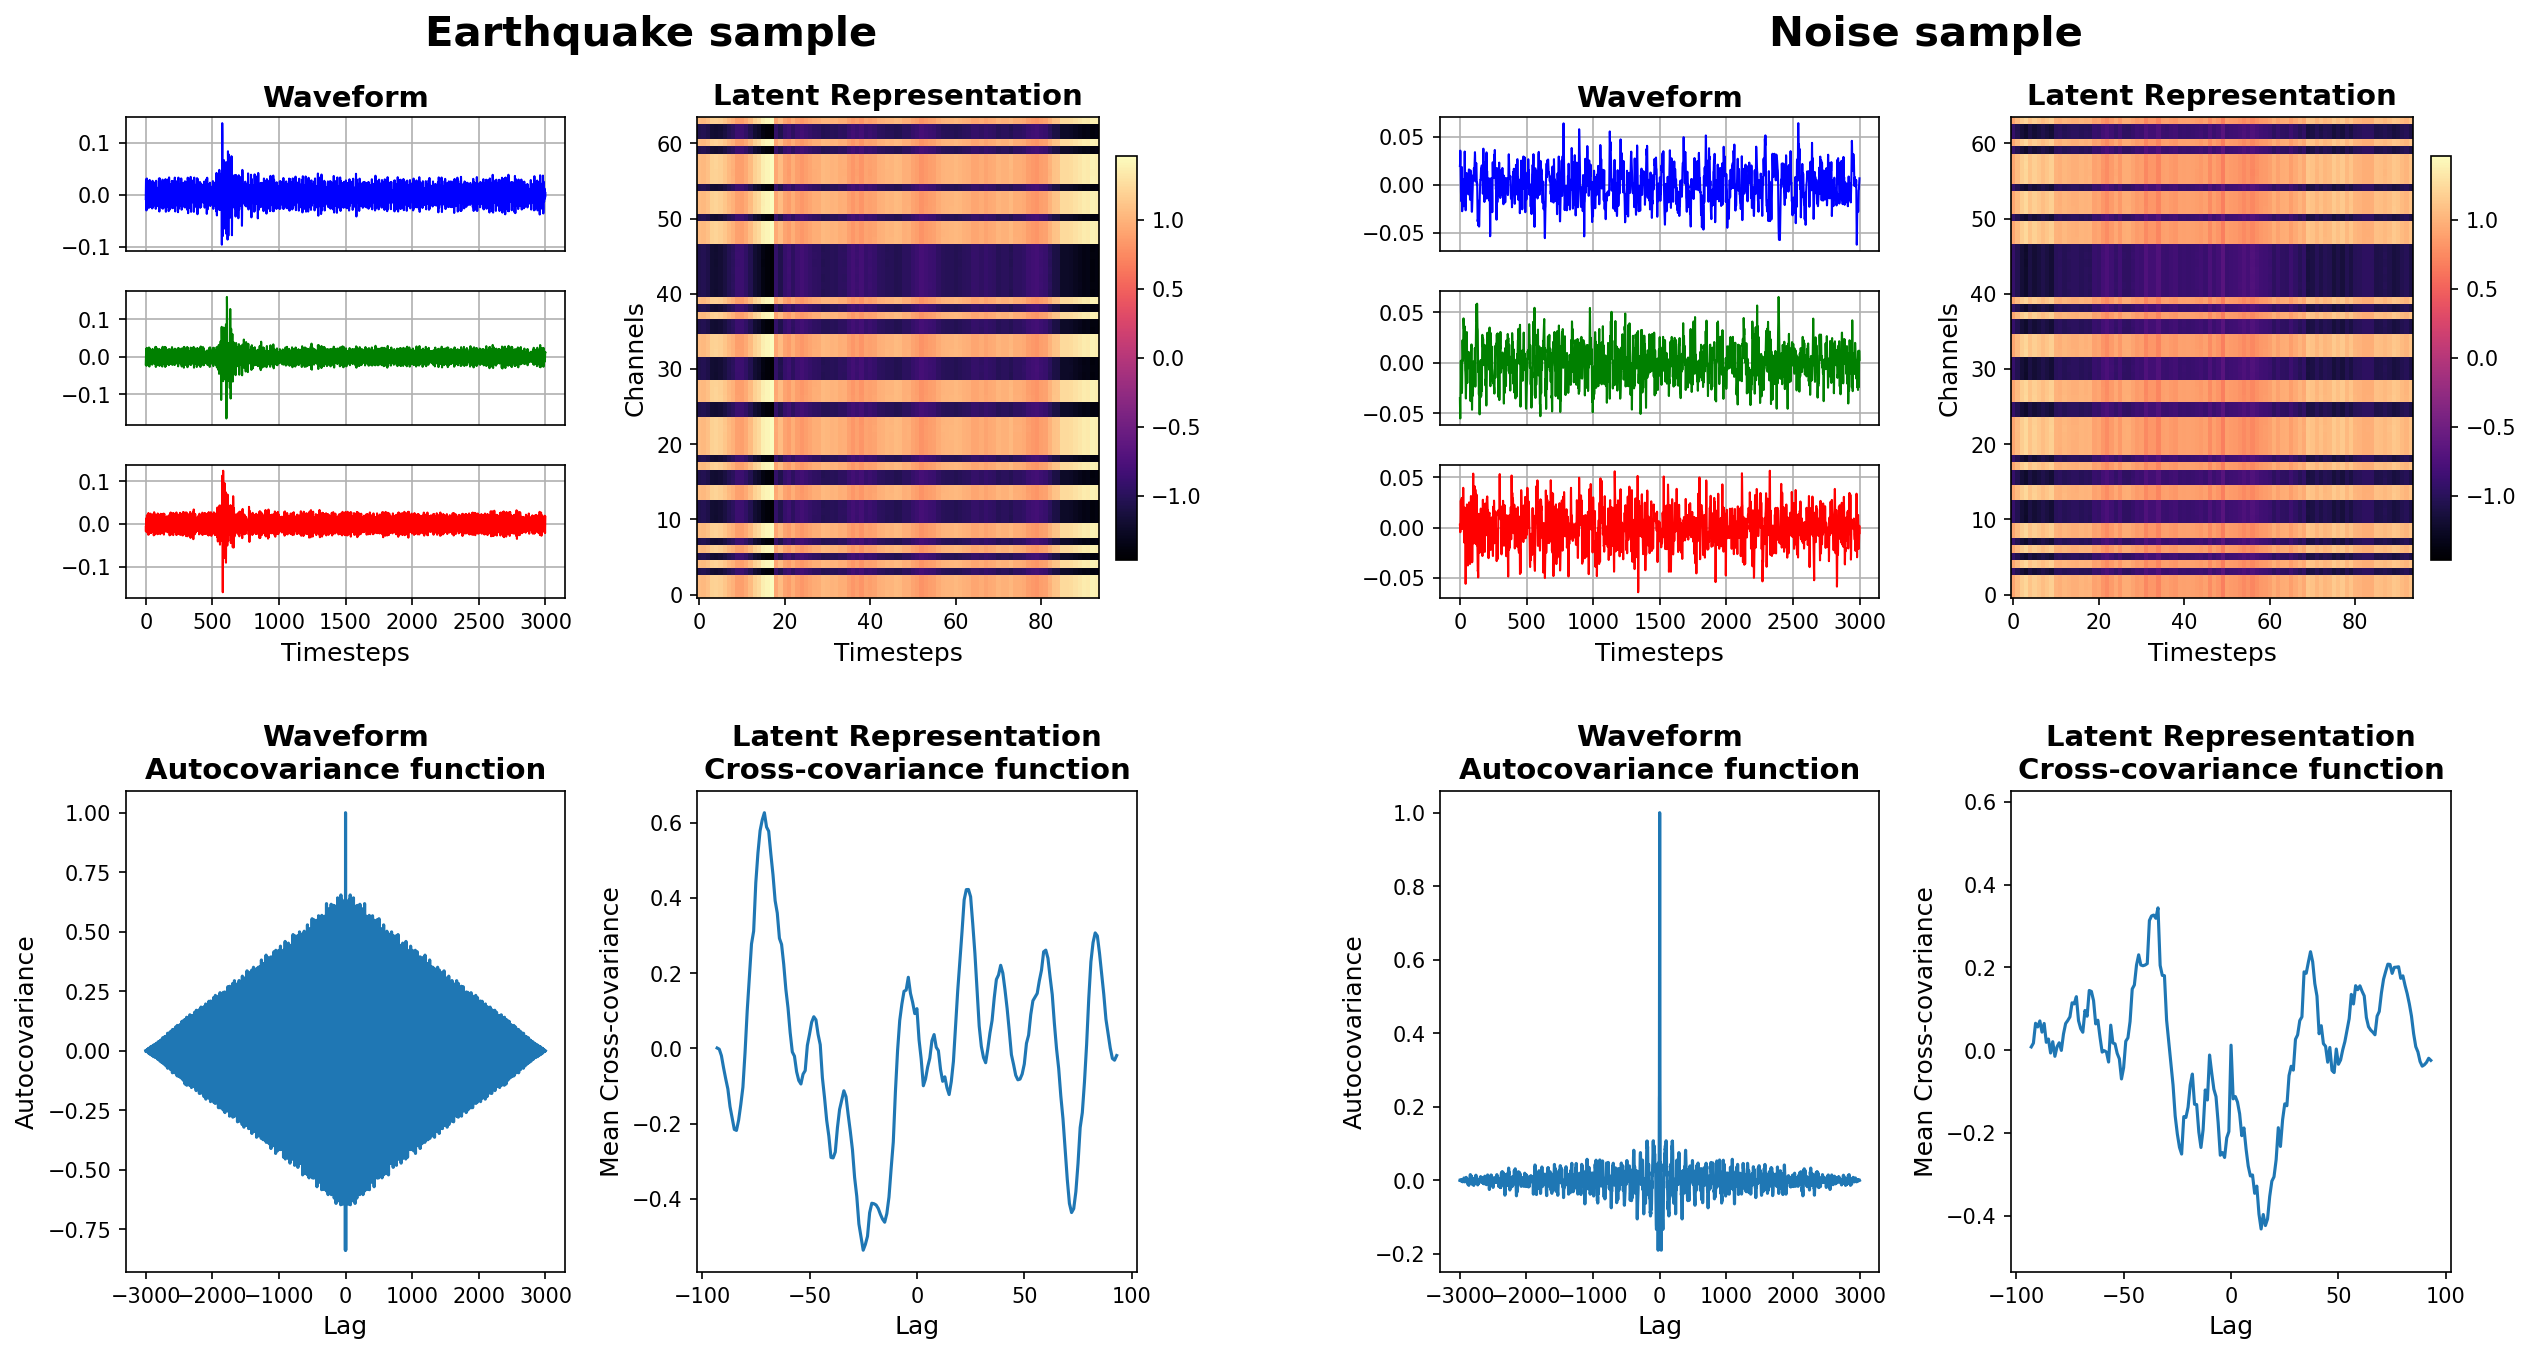 Earthquake sample
Noise sample
Waveform
Latent Representation
Waveform
Latent Representation
0.1
0.0
−0.1
0.1
0.0
−0.1
0.1
0.0
−0.1
0 500 1000 1500 2000 2500 3000
Timesteps
Channels
60
50
40
30
20
10
0
0 20 40 60 80
Timesteps
1.0
0.5
0.0
−0.5
−1.0
0.05
0.00
−0.05
0.05
0.00
−0.05
0.05
0.00
−0.05
0 500 1000 1500 2000 2500 3000
Timesteps
Channels
60
50
40
30
20
10
0
0 20 40 60 80
Timesteps
1.0
0.5
0.0
−0.5
−1.0
Waveform
Autocovariance function
Autocovariance
1.00
0.75
0.50
0.25
0.00
−0.25
−0.50
−0.75
−3000 −2000 −1000 0 1000 2000 3000
Lag
Latent Representation
Cross-covariance function
Mean Cross-covariance
0.6
0.4
0.2
0.0
−0.2
−0.4
−100 −50 0 50 100
Lag
Waveform
Autocovariance function
Autocovariance
1.0
0.8
0.6
0.4
0.2
0.0
−0.2
−3000 −2000 −1000 0 1000 2000 3000
Lag
Latent Representation
Cross-covariance function
Mean Cross-covariance
0.6
0.4
0.2
0.0
−0.2
−0.4
−100 −50 0 50 100
Lag